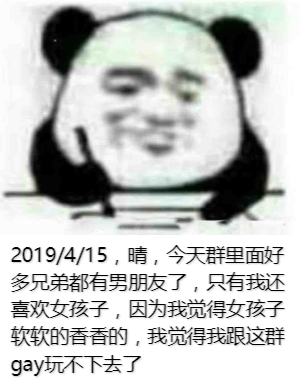 2019/4/15，晴，今天群里面好
多兄弟都有男朋友了，只有我还
喜欢女孩子，因为我觉得女孩子
软软的香香的，我觉得我跟这群
gay玩不下去了